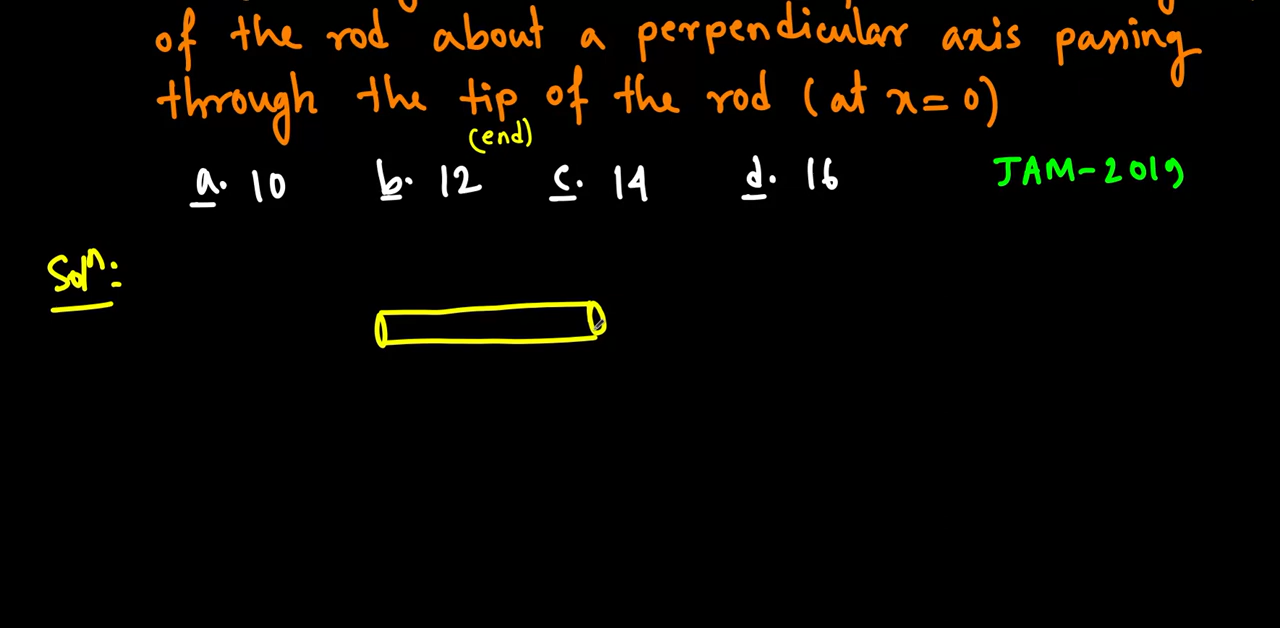 of the rod about a perpendicular axis passing
through the tip of the rod (at x=0)
(end)
a. 10 b. 12 c. 14 d. 16 JAM-2019
Solⁿ: